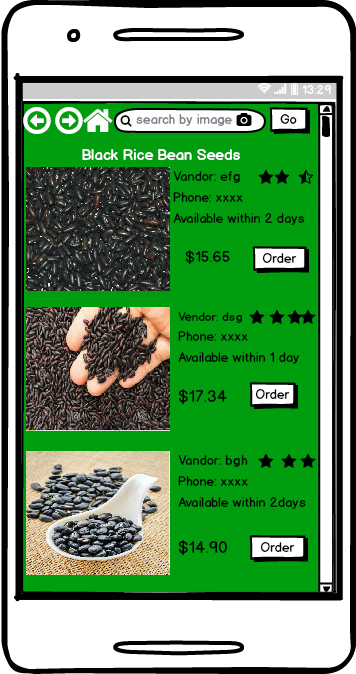 13:29
search by image
Go
Black Rice Bean Seeds
Vandor: efg
Phone: xxxx
Available within 2 days
$15.65
Order
Vendor: dsg
Phone: xxxx
Available within 1 day
$17.34
Order
Vandor: bgh
Phone: xxxx
Available within 2days
$14.90
Order